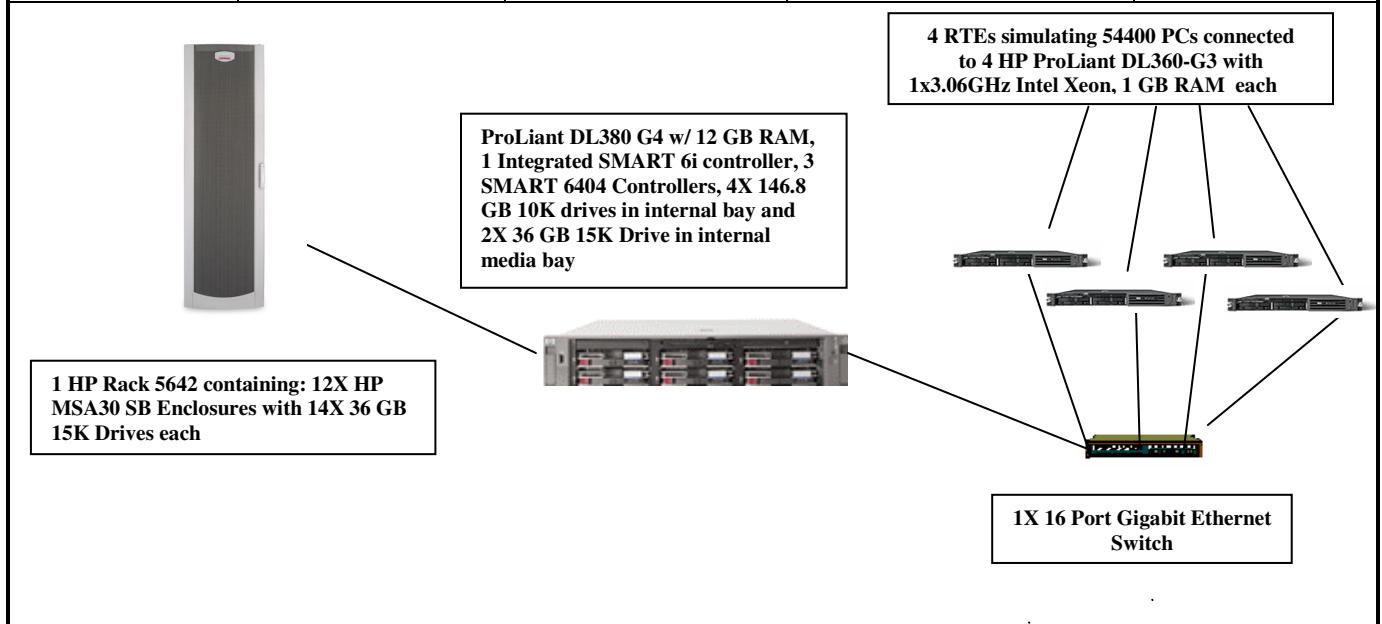 4 RTEs simulating 54400 PCs connected
to 4 HP ProLiant DL360-G3 with
1x3.06GHz Intel Xeon, 1 GB RAM each
ProLiant DL380 G4 w/ 12 GB RAM,
1 Integrated SMART 6i controller, 3
SMART 6404 Controllers, 4X 146.8
GB 10K drives in internal bay and
2X 36 GB 15K Drive in internal
media bay
1 HP Rack 5642 containing: 12X HP
MSA30 SB Enclosures with 14X 36 GB
15K Drives each
1X 16 Port Gigabit Ethernet
Switch